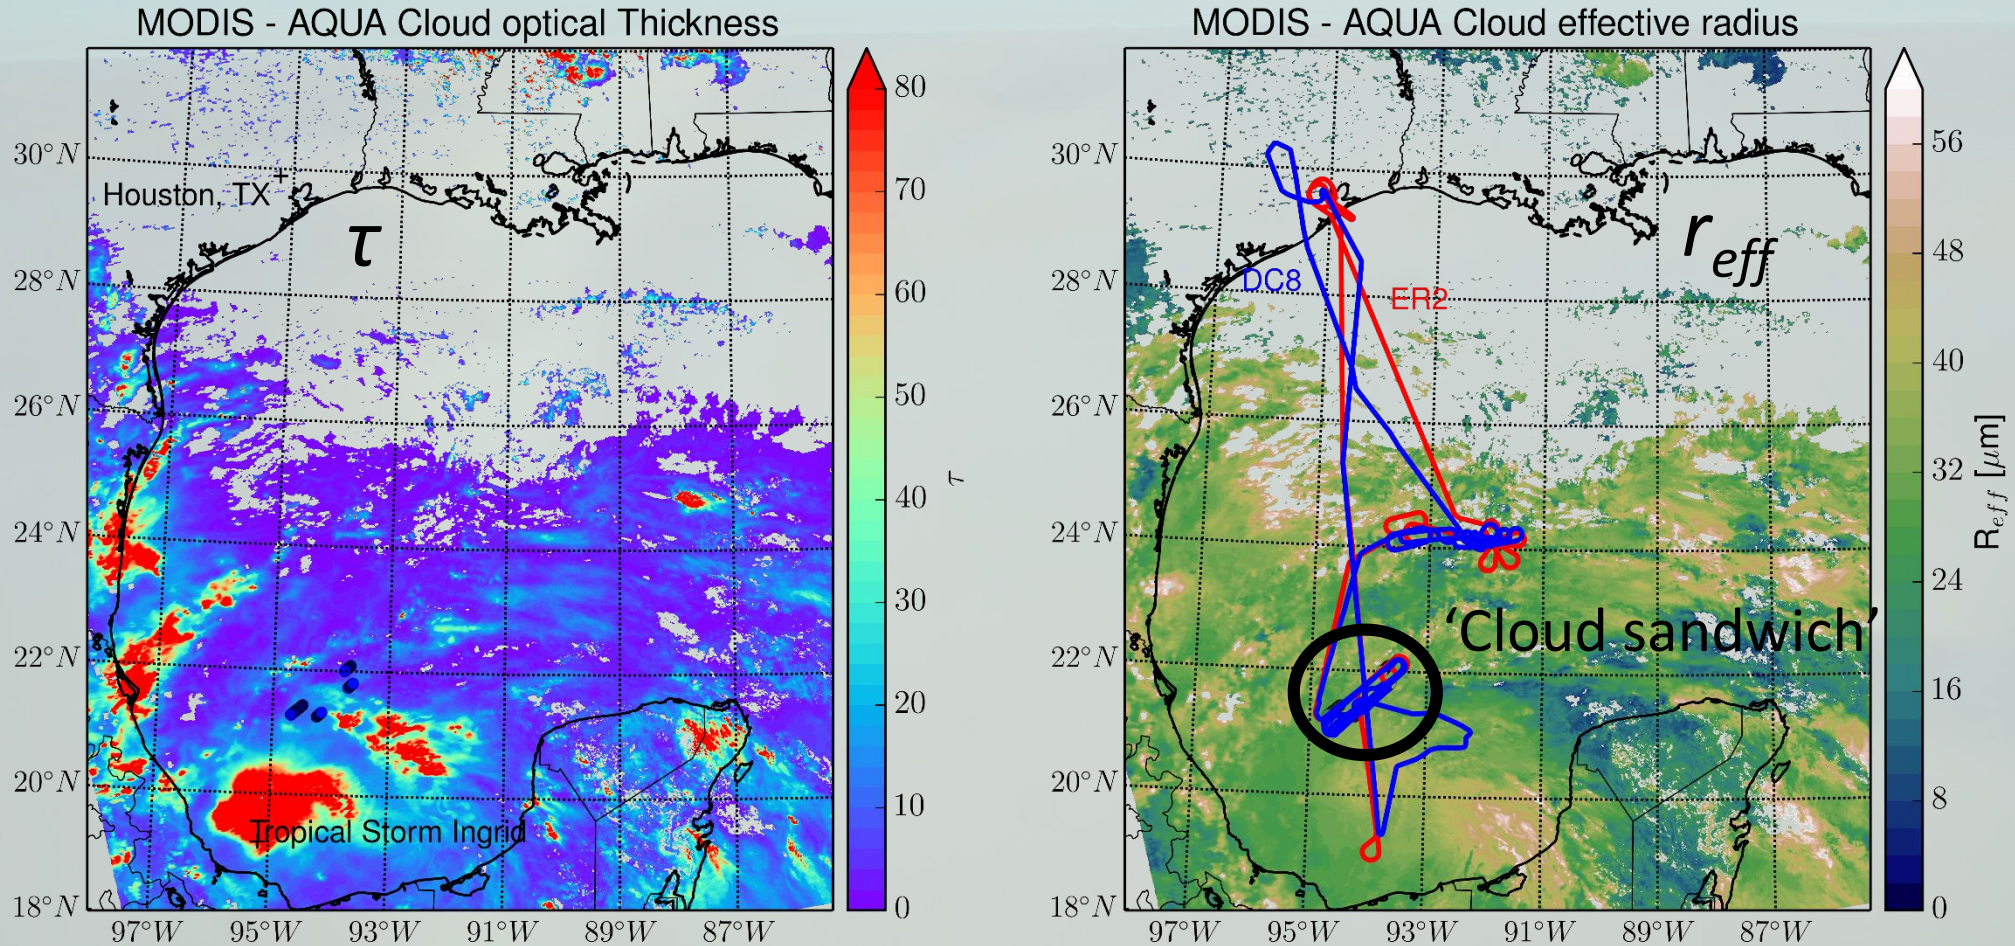 MODIS - AQUA Cloud optical Thickness
30°N
28°N
26°N
24°N
22°N
20°N
18°N
97°W 95°W 93°W 91°W 89°W 87°W
Houston, TX
τ
Tropical Storm Ingrid
80
70
60
50
40
30
20
10
0
τ
MODIS - AQUA Cloud effective radius
30°N
28°N
26°N
24°N
22°N
20°N
18°N
97°W 95°W 93°W 91°W 89°W 87°W
r eff
DC8
ER2
‘Cloud sandwich’
56
48
40
32
24
16
8
0
Reff [μm]